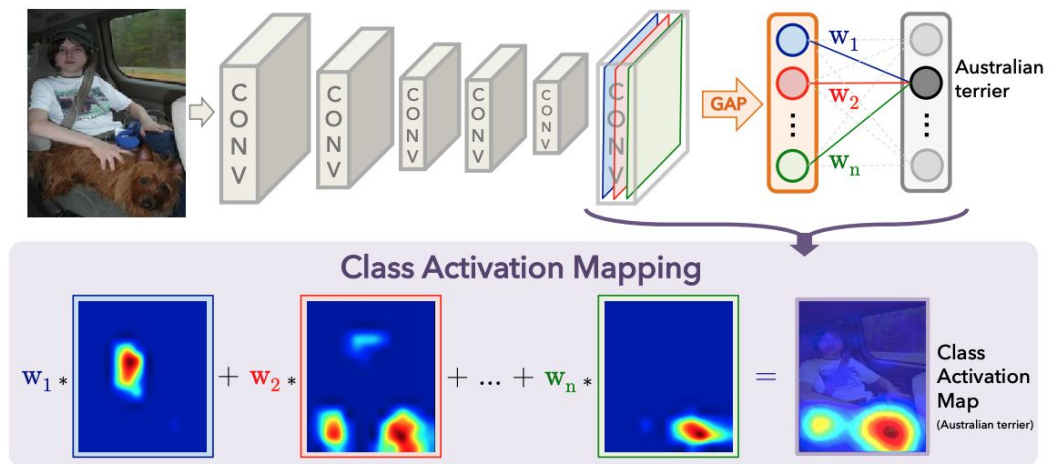 CONV
CONV
CONV
CONV
CONV
CONV
GAP
w1
w2
wn
...
Australian
terrier
Class Activation Mapping
w1 * + w2 * + ... + wn * =
Class
Activation
Map
(Australian terrier)